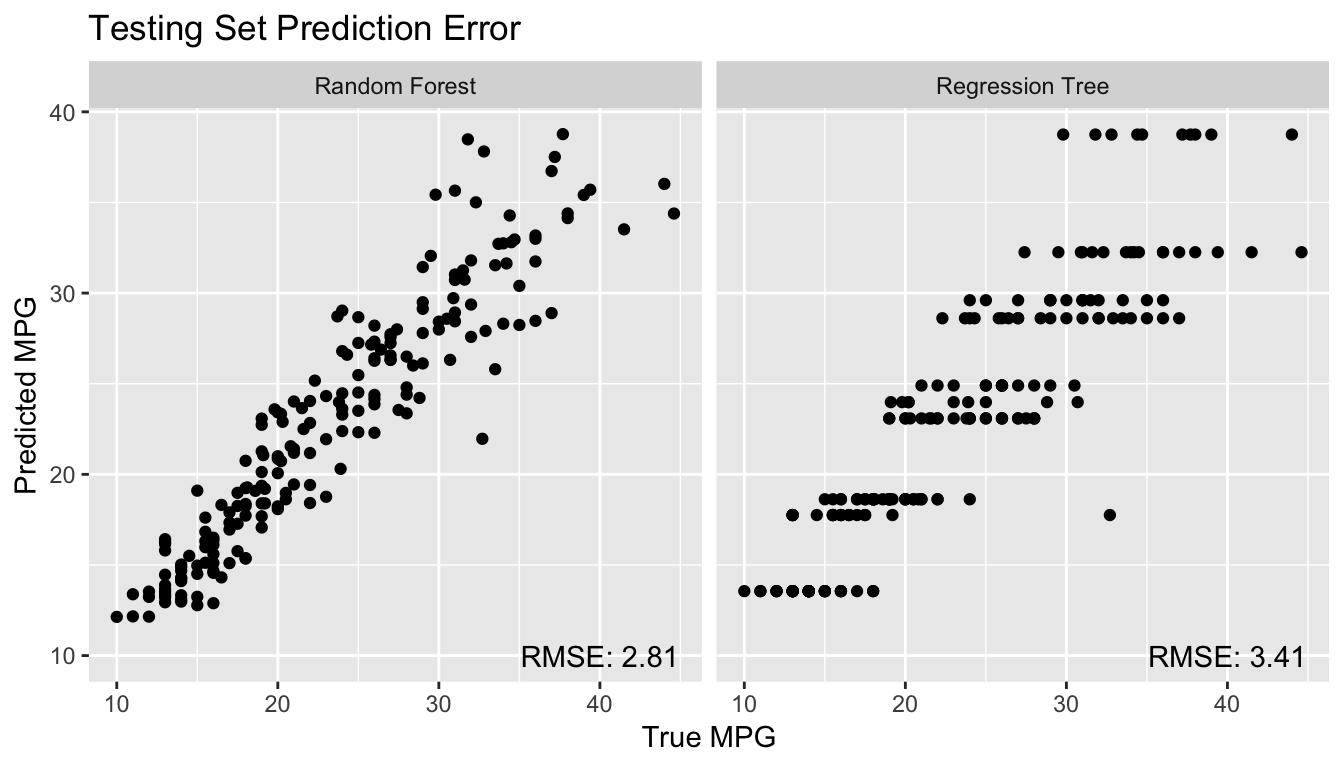 Testing Set Prediction Error
Random Forest
Regression Tree
Predicted MPG
40
30
20
10
RMSE: 2.81
RMSE: 3.41
10 20 30 40
10 20 30 40
True MPG